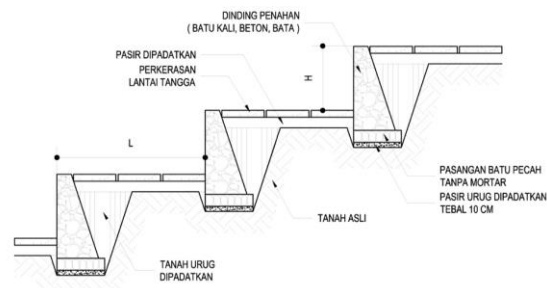 DINDING PENAHAN
( BATU KALI, BETON, BATA )
PASIR DIPADATKAN
PERKERASAN
LANTAI TANGGA
H
L
PASANGAN BATU PECAH
TANPA MORTAR
PASIR URUG DIPADATKAN
TEBAL 10 CM
TANAH ASLI
TANAH URUG
DIPADATKAN